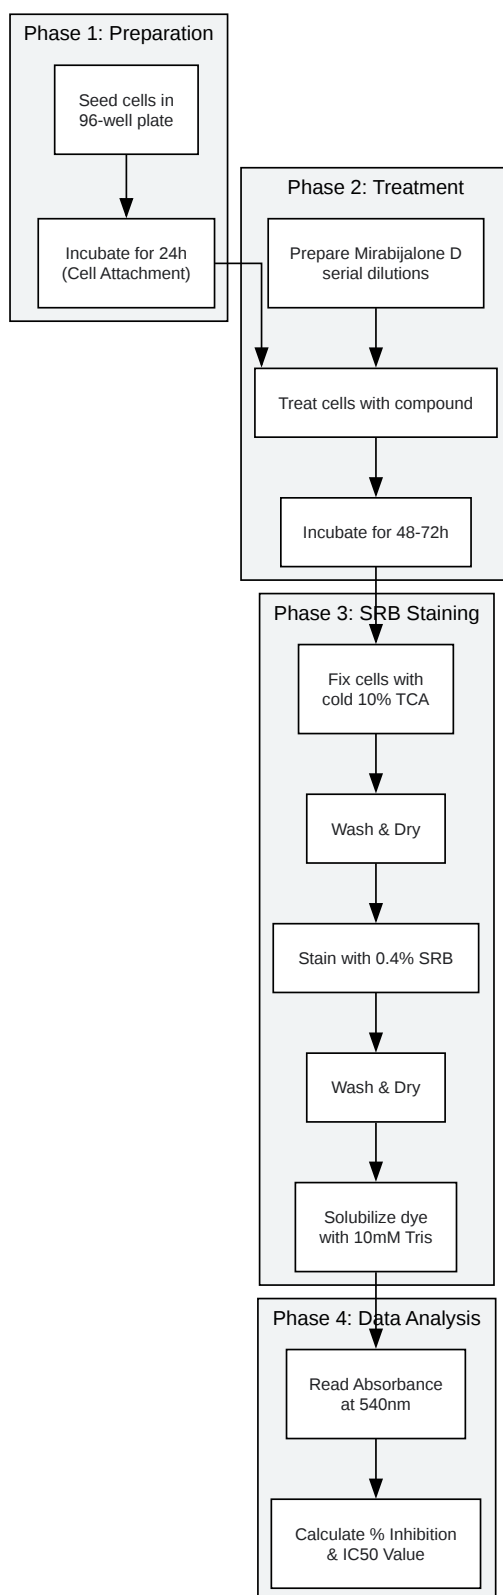 Phase 1: Preparation
Seed cells in
96-well plate
Incubate for 24h
(Cell Attachment)
Phase 2: Treatment
Prepare Mirabijalone D
serial dilutions
Treat cells with compound
Incubate for 48-72h
Phase 3: SRB Staining
Fix cells with
cold 10% TCA
Wash & Dry
Stain with 0.4% SRB
Wash & Dry
Solubilize dye
with 10mM Tris
Phase 4: Data Analysis
Read Absorbance
at 540nm
Calculate % Inhibition
& IC50 Value